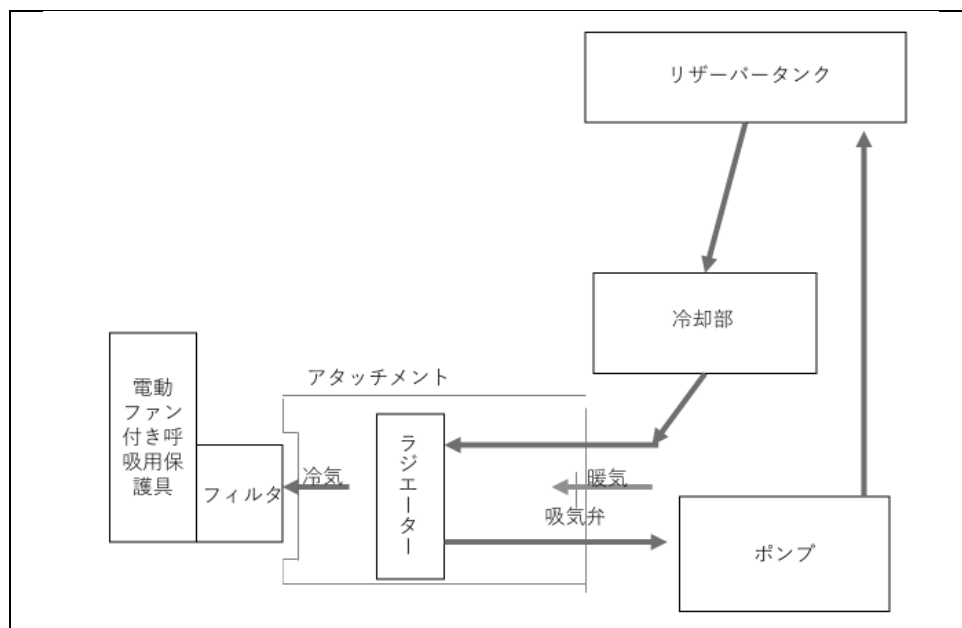 リザーバータンク
冷却部
アタッチメント
電動
ファン
付き呼
吸用保
護具
フィルタ
冷気
ラジエーター
暖気
吸気弁
ポンプ